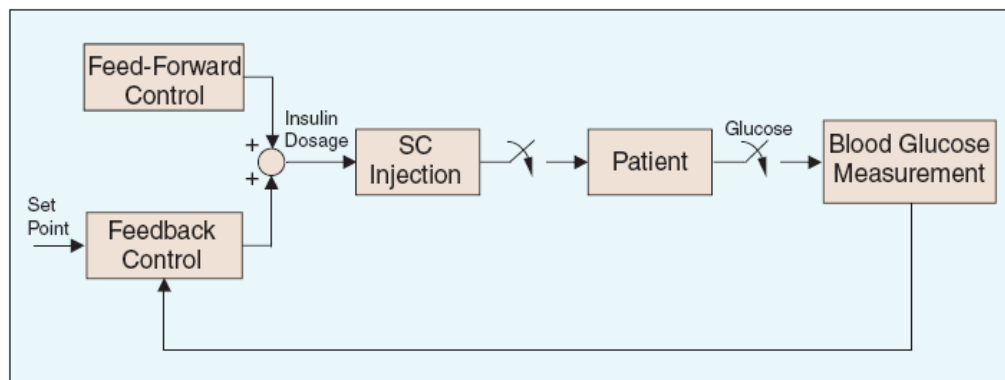 Feed-Forward
Control
+
+
Insulin
Dosage
SC
Injection
Patient
Glucose
Blood Glucose
Measurement
Set
Point
Feedback
Control